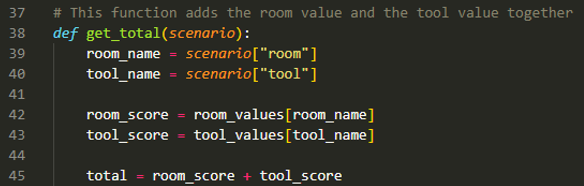 37 # This function adds the room value and the tool value together
38 def get_total(scenario):
39     room_name = scenario["room"]
40     tool_name = scenario["tool"]
41
42     room_score = room_values[room_name]
43     tool_score = tool_values[tool_name]
44
45     total = room_score + tool_score